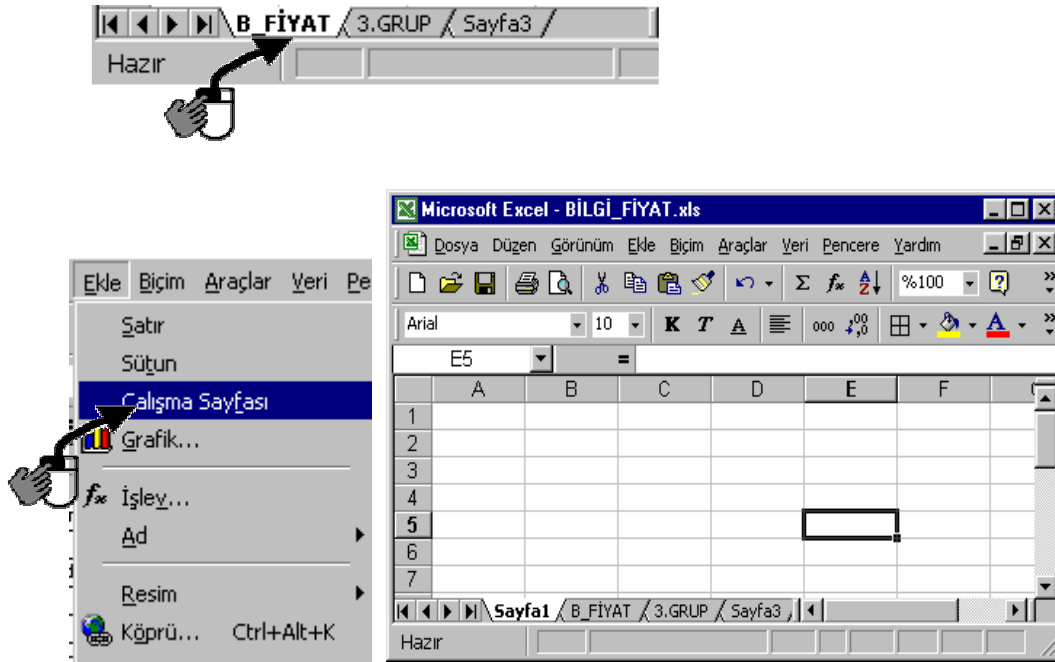 B_FİYAT 3.GRUP Sayfa3
Hazır
Ekle Biçim Araçlar Veri Pe
Satır
Sütun
Çalışma Sayfası
Grafik...
İşlev...
Ad
Resim
Köprü... Ctrl+Alt+K
Microsoft Excel - BİLGİ_FİYAT.xls
Dosya Düzen Görünüm Ekle Biçim Araçlar Veri Pencere Yardım
%100
Arial 10 K T A 000
E5 =
A B C D E F
1
2
3
4
5
6
7
Sayfa1 B_FİYAT 3.GRUP Sayfa3
Hazır